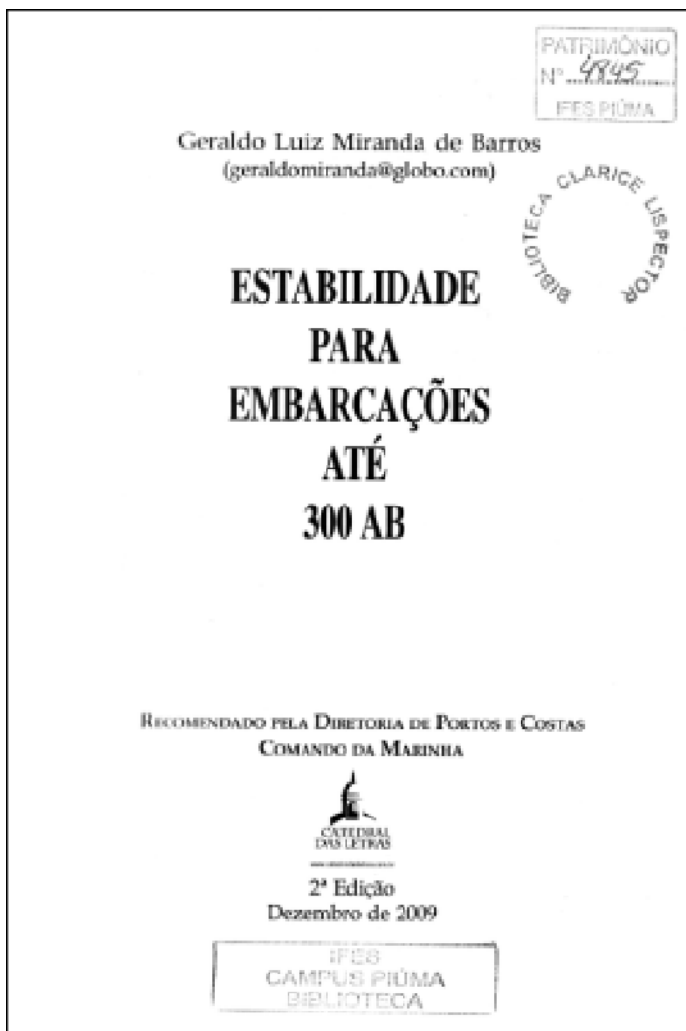 PATRIMÔNIO
Nº 4845
IFES PIÚMA
Geraldo Luiz Miranda de Barros
(geraldomiranda@globo.com)
BIBLIOTECA CLARICE LISPECTOR
ESTABILIDADE
PARA
EMBARCAÇÕES
ATÉ
300 AB
RECOMENDADO PELA DIRETORIA DE PORTOS E COSTAS
COMANDO DA MARINHA
CATEDRAL
DAS LETRAS
2ª Edição
Dezembro de 2009
IFES
CAMPUS PIÚMA
BIBLIOTECA